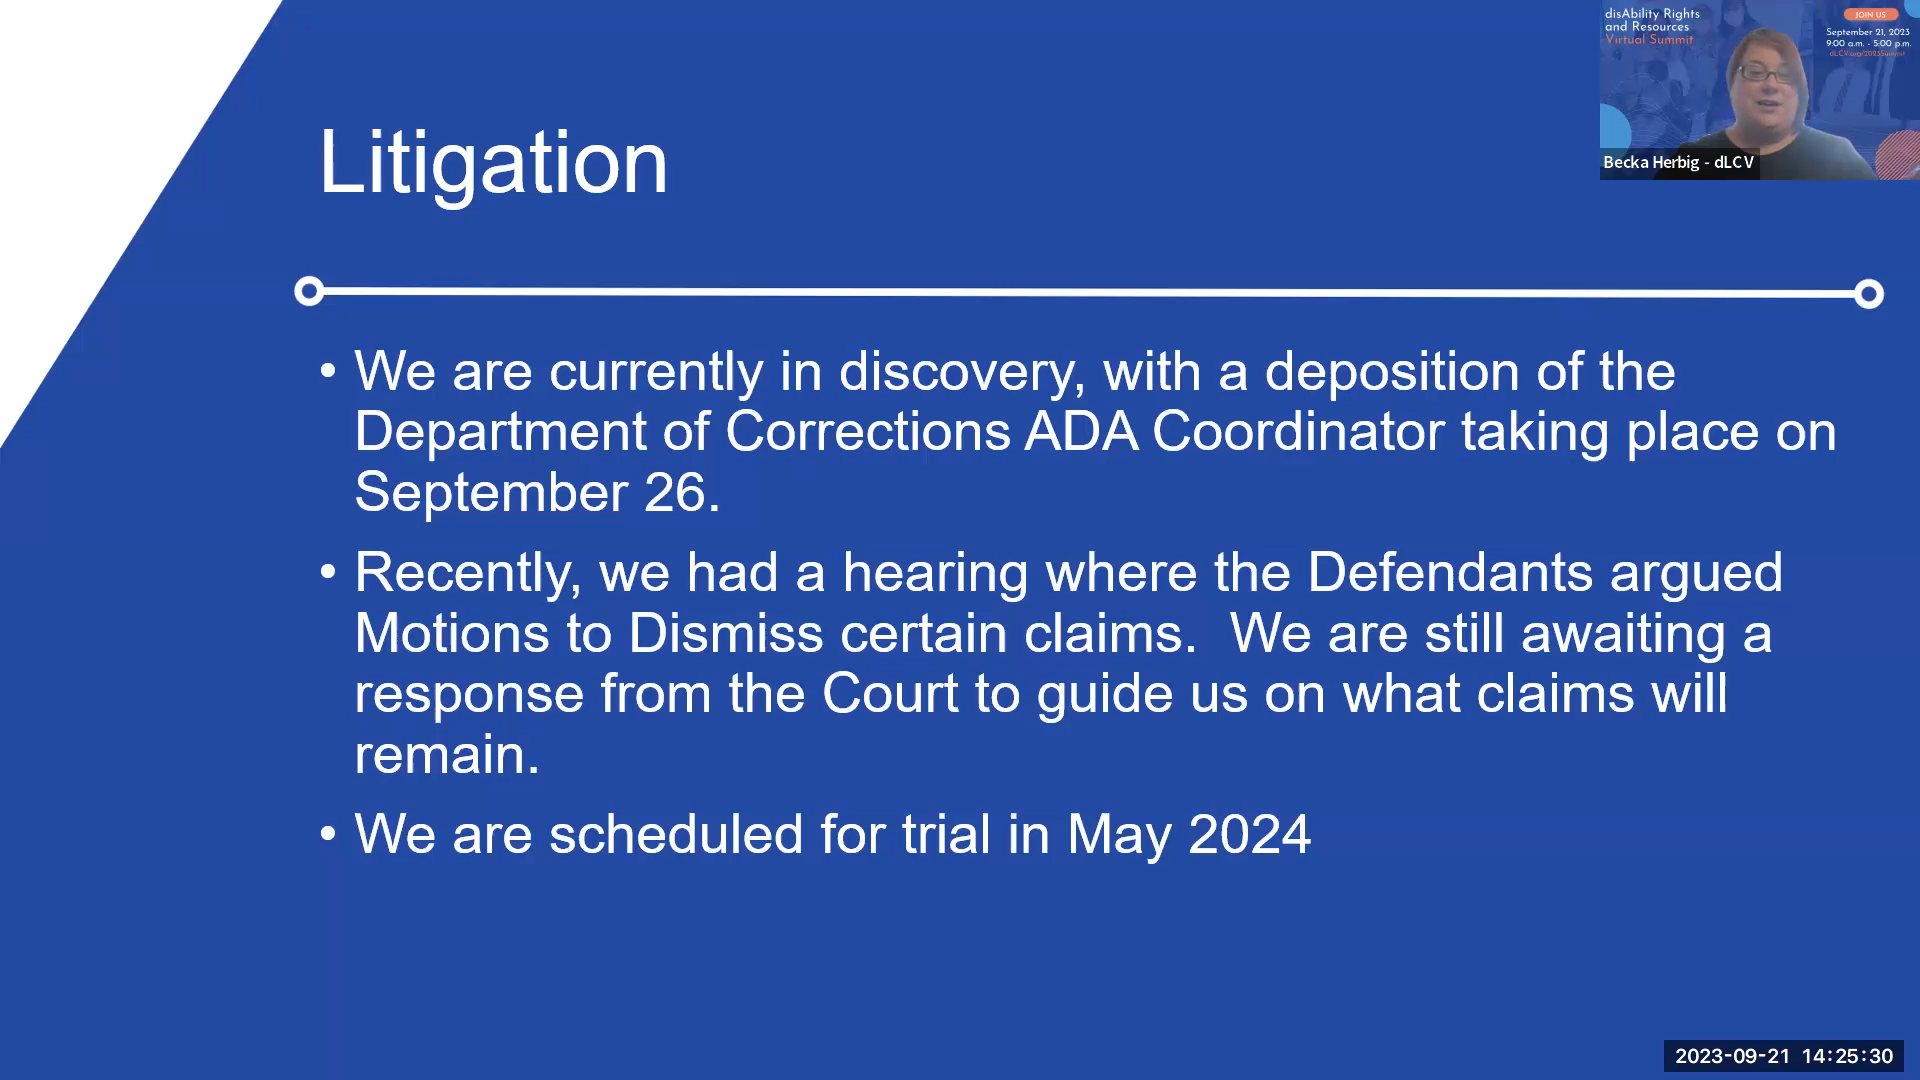 Litigation
• We are currently in discovery, with a deposition of the
Department of Corrections ADA Coordinator taking place on
September 26.
• Recently, we had a hearing where the Defendants argued
Motions to Dismiss certain claims.  We are still awaiting a
response from the Court to guide us on what claims will
remain.
• We are scheduled for trial in May 2024
disAbility Rights
and Resources
Virtual Summit
JOIN US
September 21, 2023
9:00 a.m. - 5:00 p.m.
dLCV.org/2023Summit
Becka Herbig - dLCV
2023-09-21 14:25:30